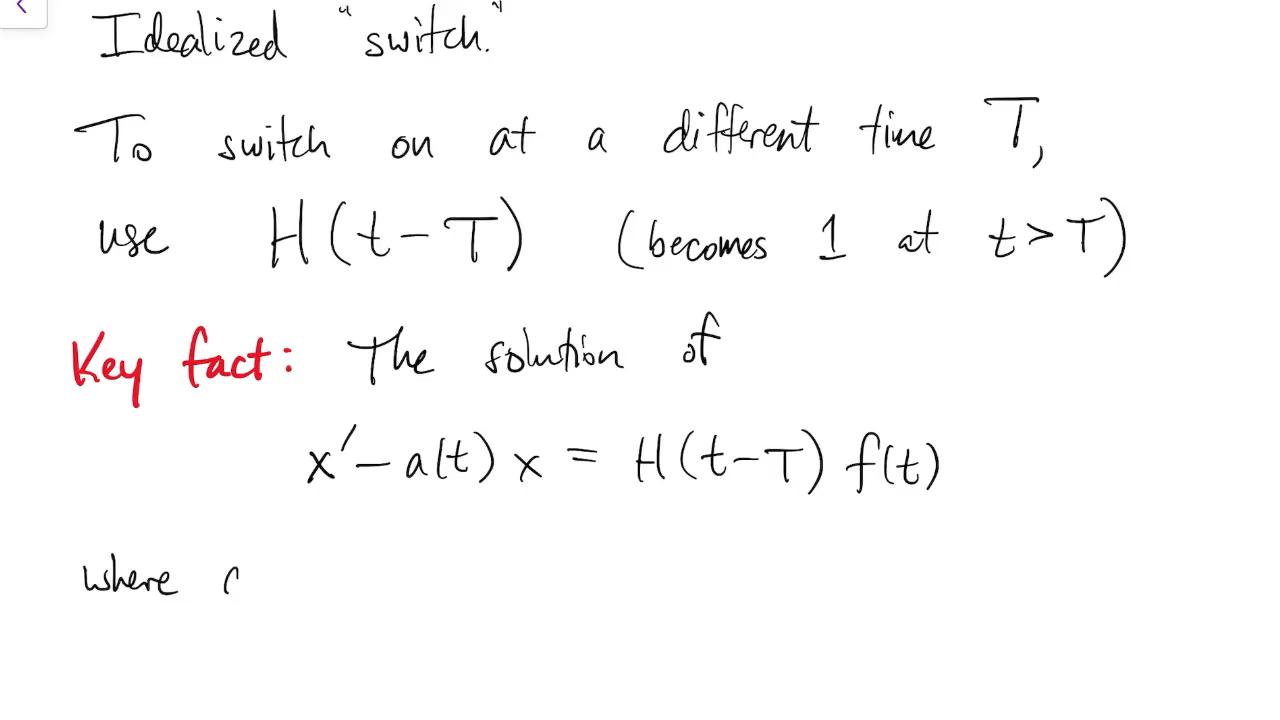 Idealized "switch."
To switch on at a different time T,
use H(t-T) (becomes 1 at t>T)
Key fact: The solution of
x' - a(t) x = H(t-T) f(t)
where